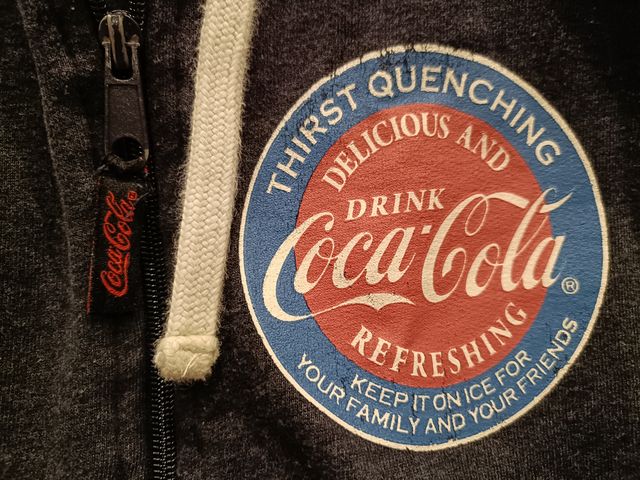 THIRST QUENCHING
DELICIOUS AND
DRINK
Coca-Cola®
REFRESHING
KEEP IT ON ICE FOR
YOUR FAMILY AND YOUR FRIENDS
Coca-Cola®